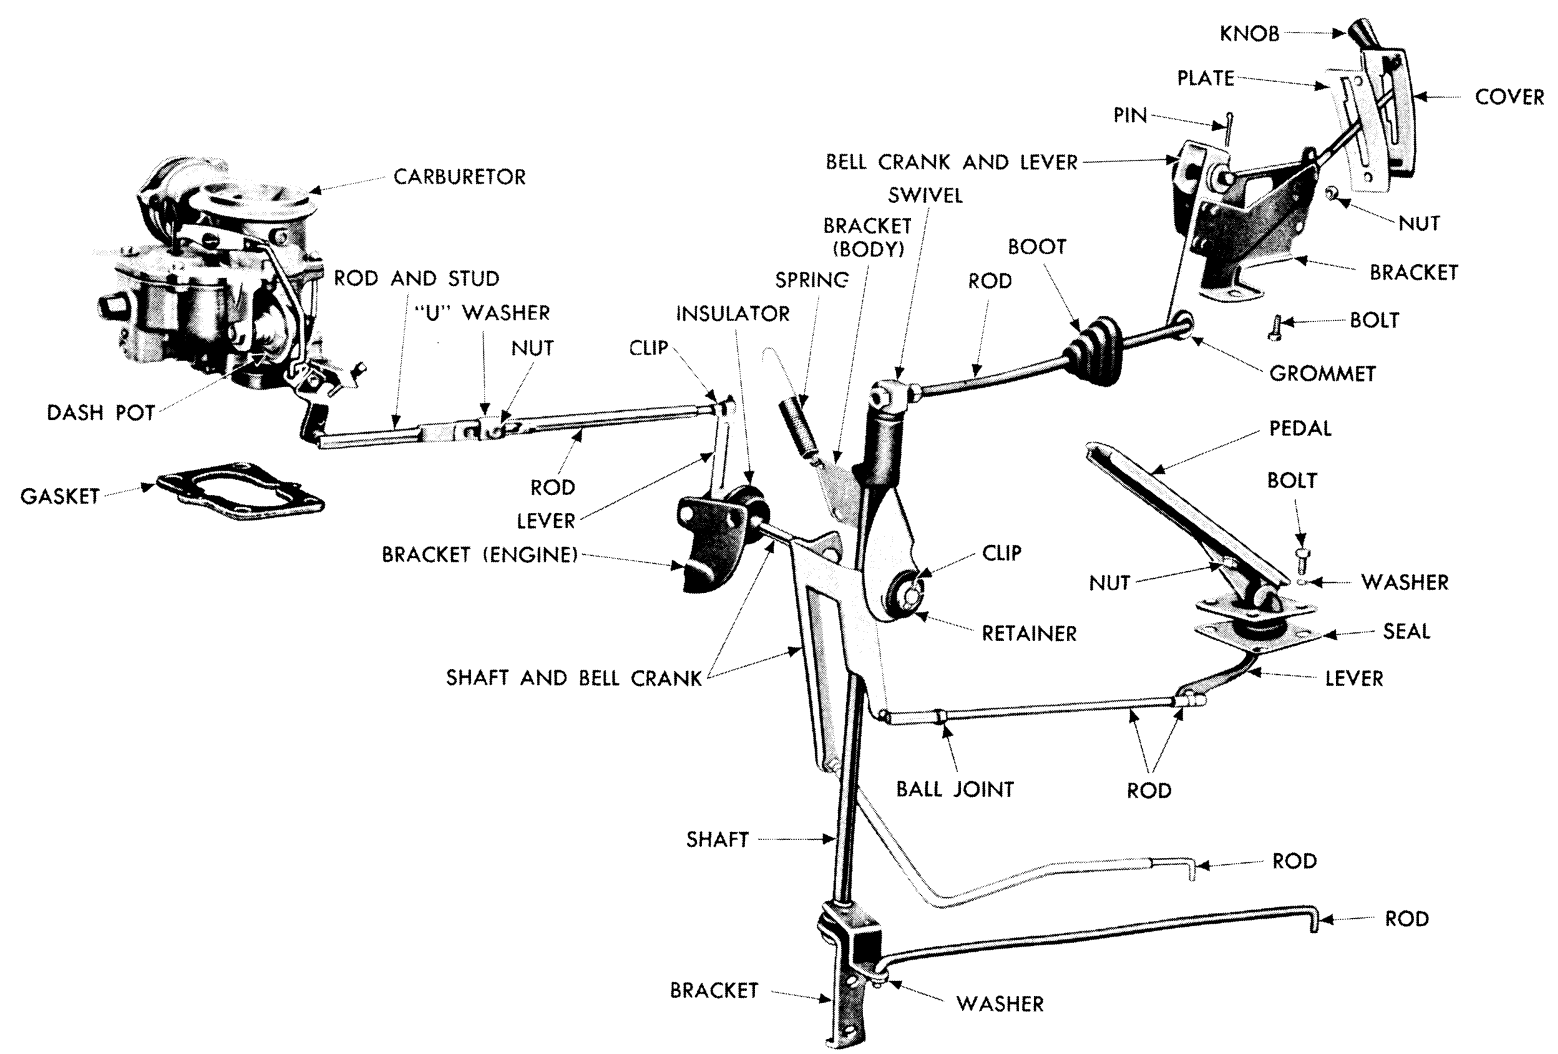 KNOB
PLATE
COVER
PIN
BELL CRANK AND LEVER
CARBURETOR
SWIVEL
BRACKET
(BODY)
NUT
BOOT
ROD AND STUD
SPRING
ROD
BRACKET
"U" WASHER
INSULATOR
BOLT
NUT
CLIP
GROMMET
DASH POT
PEDAL
BOLT
GASKET
ROD
LEVER
BRACKET (ENGINE)
CLIP
NUT
WASHER
RETAINER
SEAL
SHAFT AND BELL CRANK
LEVER
BALL JOINT
ROD
SHAFT
ROD
ROD
BRACKET
WASHER